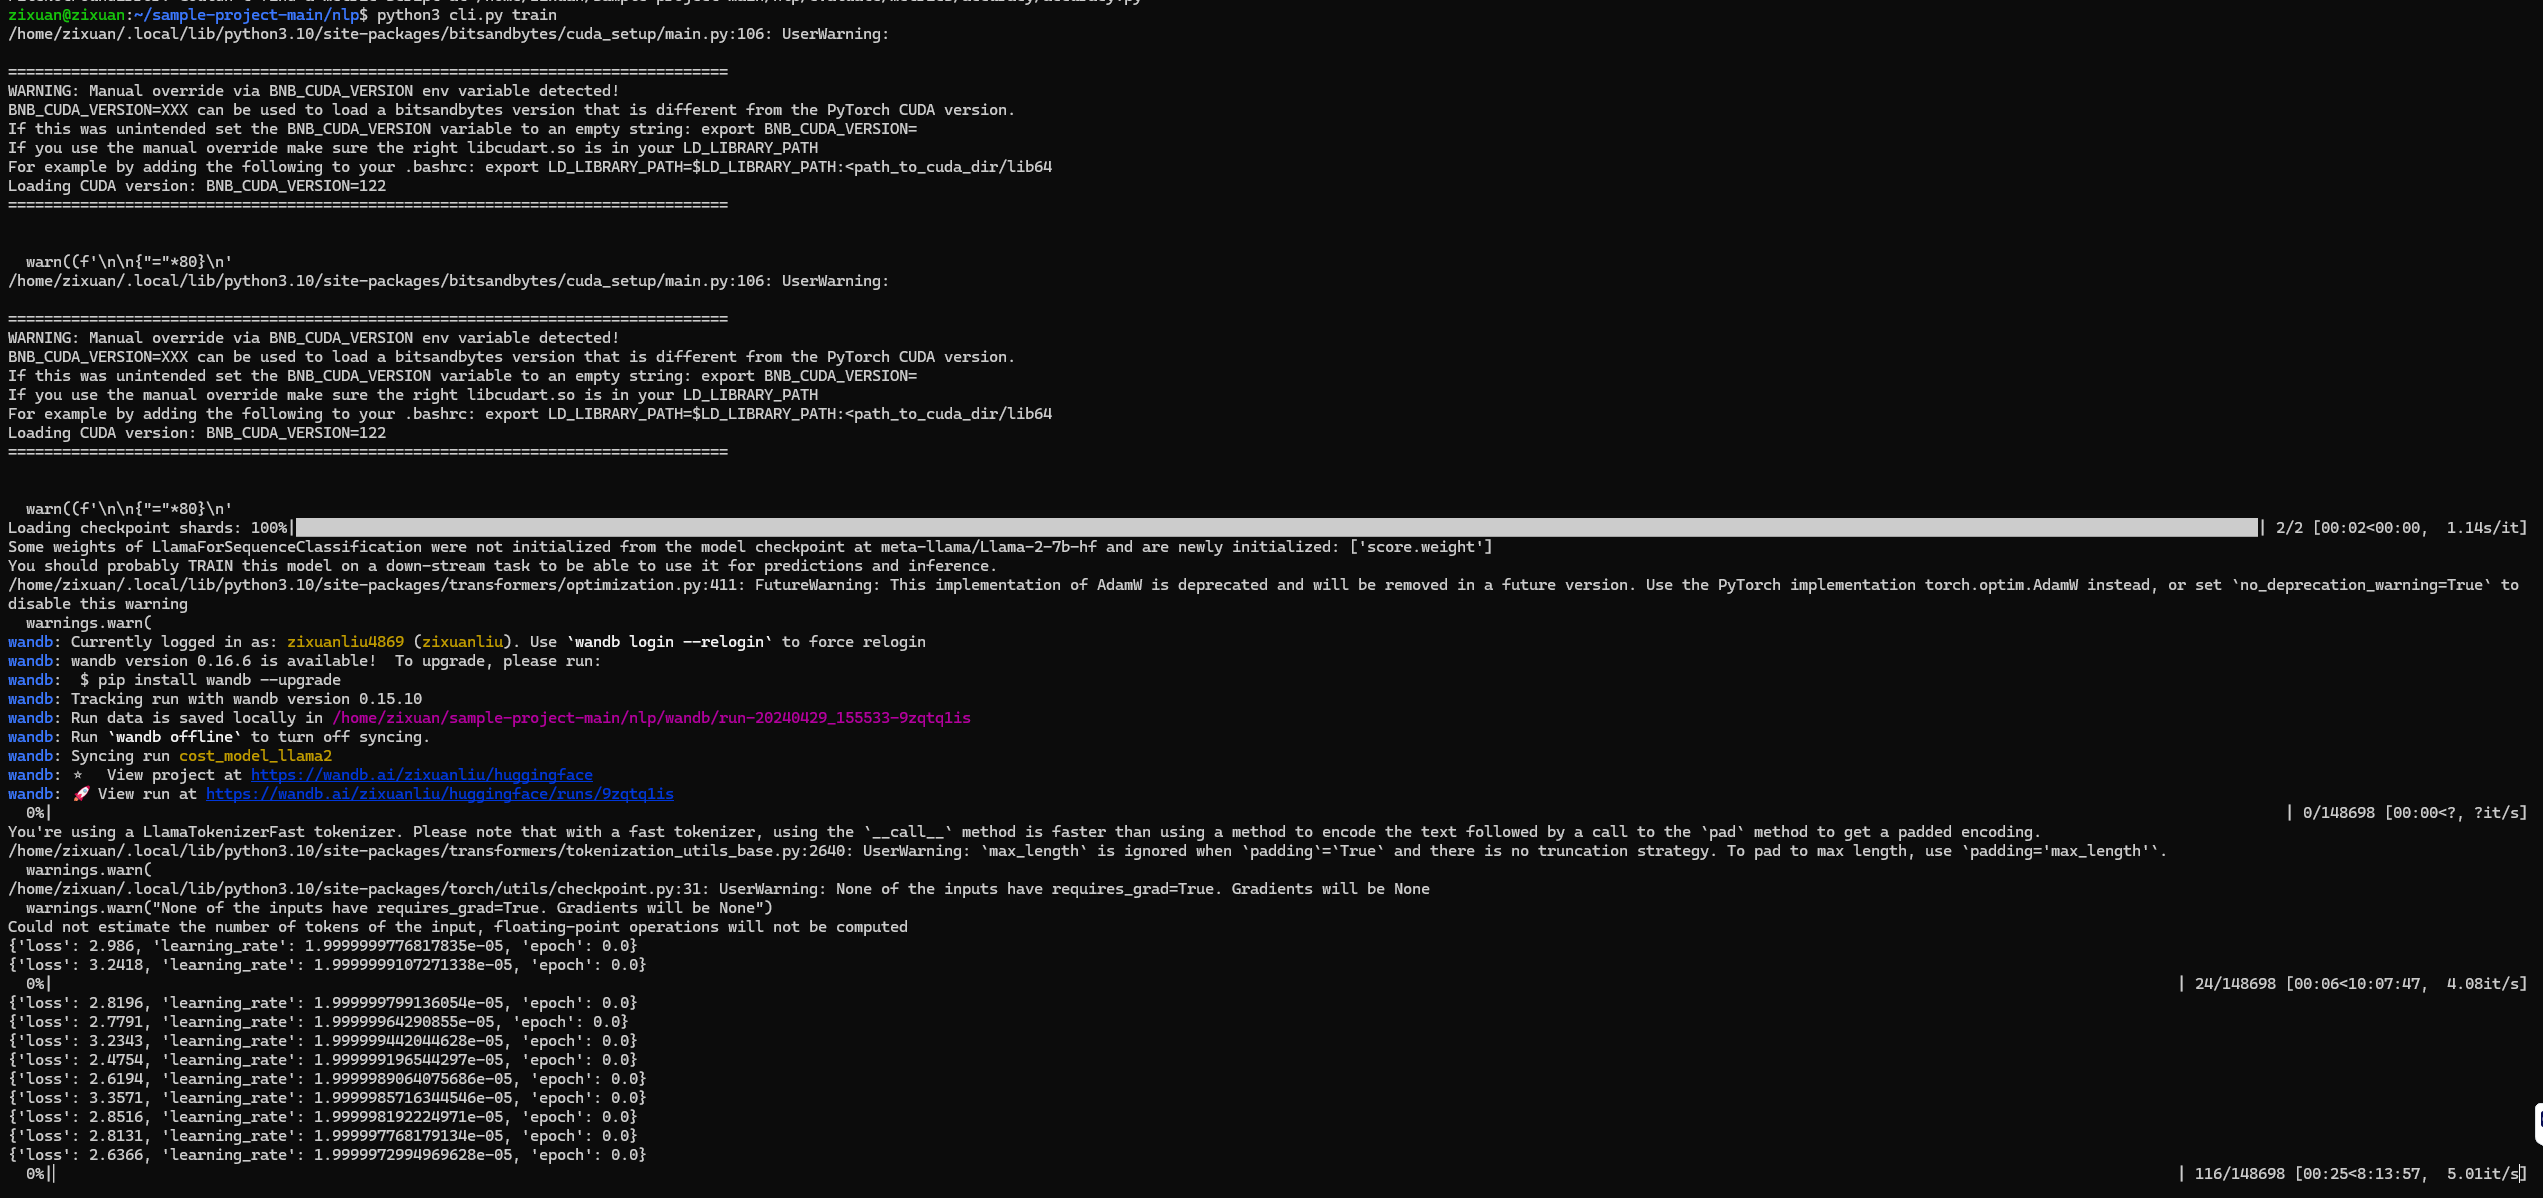 zixuan@zixuan:~/sample-project-main/nlp$ python3 cli.py train
/home/zixuan/.local/lib/python3.10/site-packages/bitsandbytes/cuda_setup/main.py:106: UserWarning:

================================================================================
WARNING: Manual override via BNB_CUDA_VERSION env variable detected!
BNB_CUDA_VERSION=XXX can be used to load a bitsandbytes version that is different from the PyTorch CUDA version.
If this was unintended set the BNB_CUDA_VERSION variable to an empty string: export BNB_CUDA_VERSION=
If you use the manual override make sure the right libcudart.so is in your LD_LIBRARY_PATH
For example by adding the following to your .bashrc: export LD_LIBRARY_PATH=$LD_LIBRARY_PATH:<path_to_cuda_dir/lib64
Loading CUDA version: BNB_CUDA_VERSION=122
================================================================================

  warn((f'\n\n{"="*80}\n'
/home/zixuan/.local/lib/python3.10/site-packages/bitsandbytes/cuda_setup/main.py:106: UserWarning:

================================================================================
WARNING: Manual override via BNB_CUDA_VERSION env variable detected!
BNB_CUDA_VERSION=XXX can be used to load a bitsandbytes version that is different from the PyTorch CUDA version.
If this was unintended set the BNB_CUDA_VERSION variable to an empty string: export BNB_CUDA_VERSION=
If you use the manual override make sure the right libcudart.so is in your LD_LIBRARY_PATH
For example by adding the following to your .bashrc: export LD_LIBRARY_PATH=$LD_LIBRARY_PATH:<path_to_cuda_dir/lib64
Loading CUDA version: BNB_CUDA_VERSION=122
================================================================================

  warn((f'\n\n{"="*80}\n'
Loading checkpoint shards: 100%| | 2/2 [00:02<00:00,  1.14s/it]
Some weights of LlamaForSequenceClassification were not initialized from the model checkpoint at meta-llama/Llama-2-7b-hf and are newly initialized: ['score.weight']
You should probably TRAIN this model on a down-stream task to be able to use it for predictions and inference.
/home/zixuan/.local/lib/python3.10/site-packages/transformers/optimization.py:411: FutureWarning: This implementation of AdamW is deprecated and will be removed in a future version. Use the PyTorch implementation torch.optim.AdamW instead, or set `no_deprecation_warning=True` to
disable this warning
  warnings.warn(
wandb: Currently logged in as: zixuanliu4869 (zixuanliu). Use `wandb login --relogin` to force relogin
wandb: wandb version 0.16.6 is available!  To upgrade, please run:
wandb:  $ pip install wandb --upgrade
wandb: Tracking run with wandb version 0.15.10
wandb: Run data is saved locally in /home/zixuan/sample-project-main/nlp/wandb/run-20240429_155533-9zqtq1is
wandb: Run `wandb offline` to turn off syncing.
wandb: Syncing run cost_model_llama2
wandb: ⭐ View project at https://wandb.ai/zixuanliu/huggingface
wandb: 🚀 View run at https://wandb.ai/zixuanliu/huggingface/runs/9zqtq1is
  0%| | 0/148698 [00:00<?, ?it/s]
You're using a LlamaTokenizerFast tokenizer. Please note that with a fast tokenizer, using the `__call__` method is faster than using a method to encode the text followed by a call to the `pad` method to get a padded encoding.
/home/zixuan/.local/lib/python3.10/site-packages/transformers/tokenization_utils_base.py:2640: UserWarning: `max_length` is ignored when `padding`=`True` and there is no truncation strategy. To pad to max length, use `padding='max_length'`.
  warnings.warn(
/home/zixuan/.local/lib/python3.10/site-packages/torch/utils/checkpoint.py:31: UserWarning: None of the inputs have requires_grad=True. Gradients will be None
  warnings.warn("None of the inputs have requires_grad=True. Gradients will be None")
Could not estimate the number of tokens of the input, floating-point operations will not be computed
{'loss': 2.986, 'learning_rate': 1.9999999776817835e-05, 'epoch': 0.0}
{'loss': 3.2418, 'learning_rate': 1.9999999107271338e-05, 'epoch': 0.0}
  0%| | 24/148698 [00:06<10:07:47,  4.08it/s]
{'loss': 2.8196, 'learning_rate': 1.999999799136054e-05, 'epoch': 0.0}
{'loss': 2.7791, 'learning_rate': 1.99999964290855e-05, 'epoch': 0.0}
{'loss': 3.2343, 'learning_rate': 1.999999442044628e-05, 'epoch': 0.0}
{'loss': 2.4754, 'learning_rate': 1.999999196544297e-05, 'epoch': 0.0}
{'loss': 2.6194, 'learning_rate': 1.9999989064075686e-05, 'epoch': 0.0}
{'loss': 3.3571, 'learning_rate': 1.9999985716344546e-05, 'epoch': 0.0}
{'loss': 2.8516, 'learning_rate': 1.999998192224971e-05, 'epoch': 0.0}
{'loss': 2.8131, 'learning_rate': 1.999997768179134e-05, 'epoch': 0.0}
{'loss': 2.6366, 'learning_rate': 1.9999972994969628e-05, 'epoch': 0.0}
  0%| | 116/148698 [00:25<8:13:57,  5.01it/s]